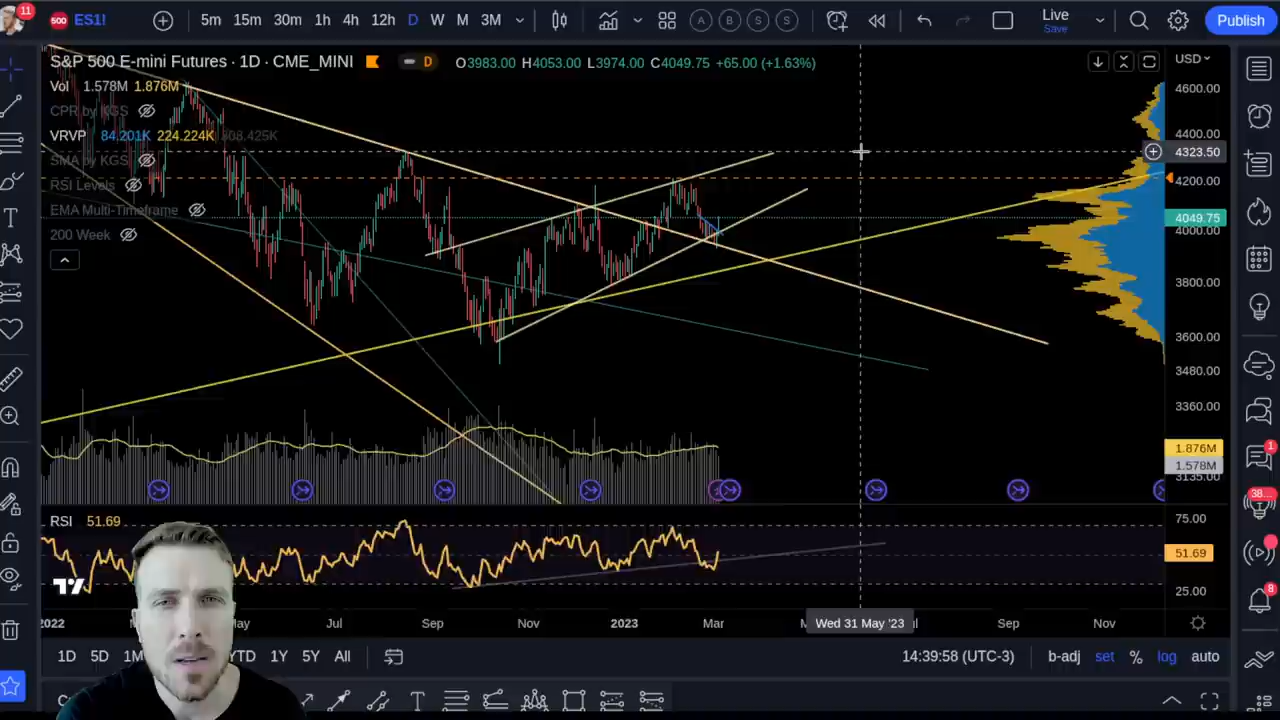 11
500 ES1! 5m 15m 30m 1h 4h 12h D W M 3M A B S S Live Save Publish
S&P 500 E-mini Futures · 1D · CME_MINI D O3983.00 H4053.00 L3974.00 C4049.75 +65.00 (+1.63%) USD
Vol 1.578M 1.876M
CPR by KGS
VRVP 84.201K 224.224K 308.425K
SMA by KGS
RSI Levels
EMA Multi-Timeframe
200 Week
4600.00
4400.00
4323.50
4200.00
4049.75
4000.00
3800.00
3600.00
3480.00
3360.00
1.876M
1.578M
3135.00
RSI 51.69
75.00
51.69
25.00
2022 May Jul Sep Nov 2023 Mar Wed 31 May '23 Sep Nov
1D 5D 1M YTD 1Y 5Y All 14:39:58 (UTC-3) b-adj set % log auto
1
38...
8